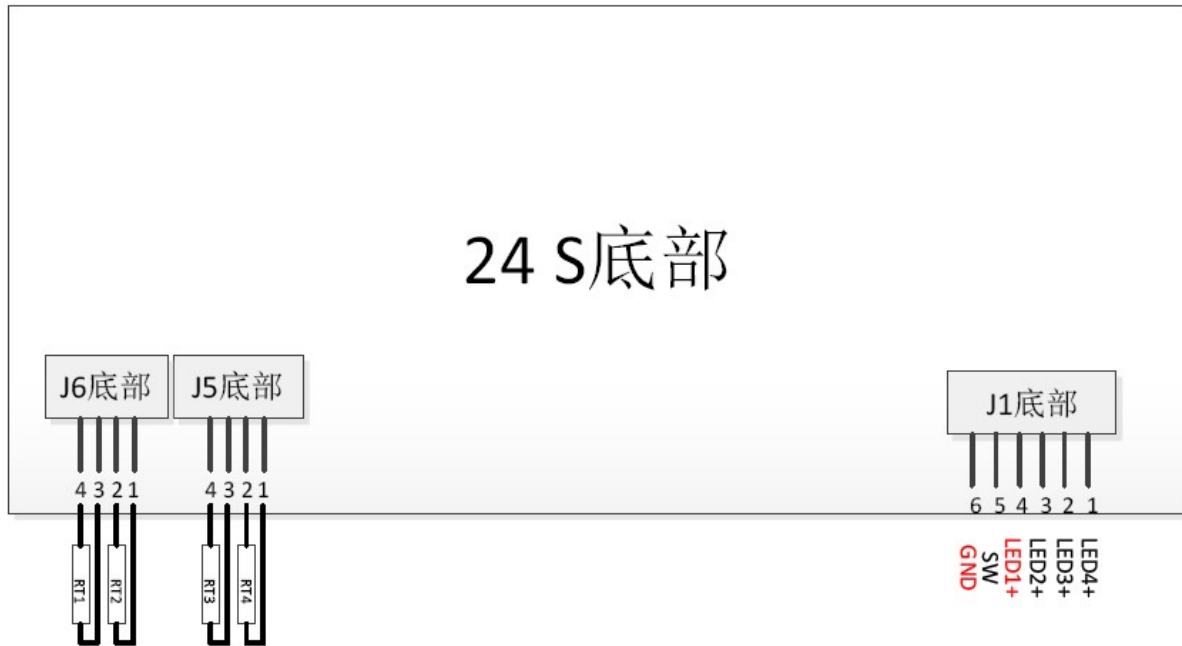 24 S底部
J6底部
J5底部
J1底部
4 3 2 1
4 3 2 1
6 5 4 3 2 1
RT1
RT2
RT3
RT4
GND
SW
LED1+
LED2+
LED3+
LED4+